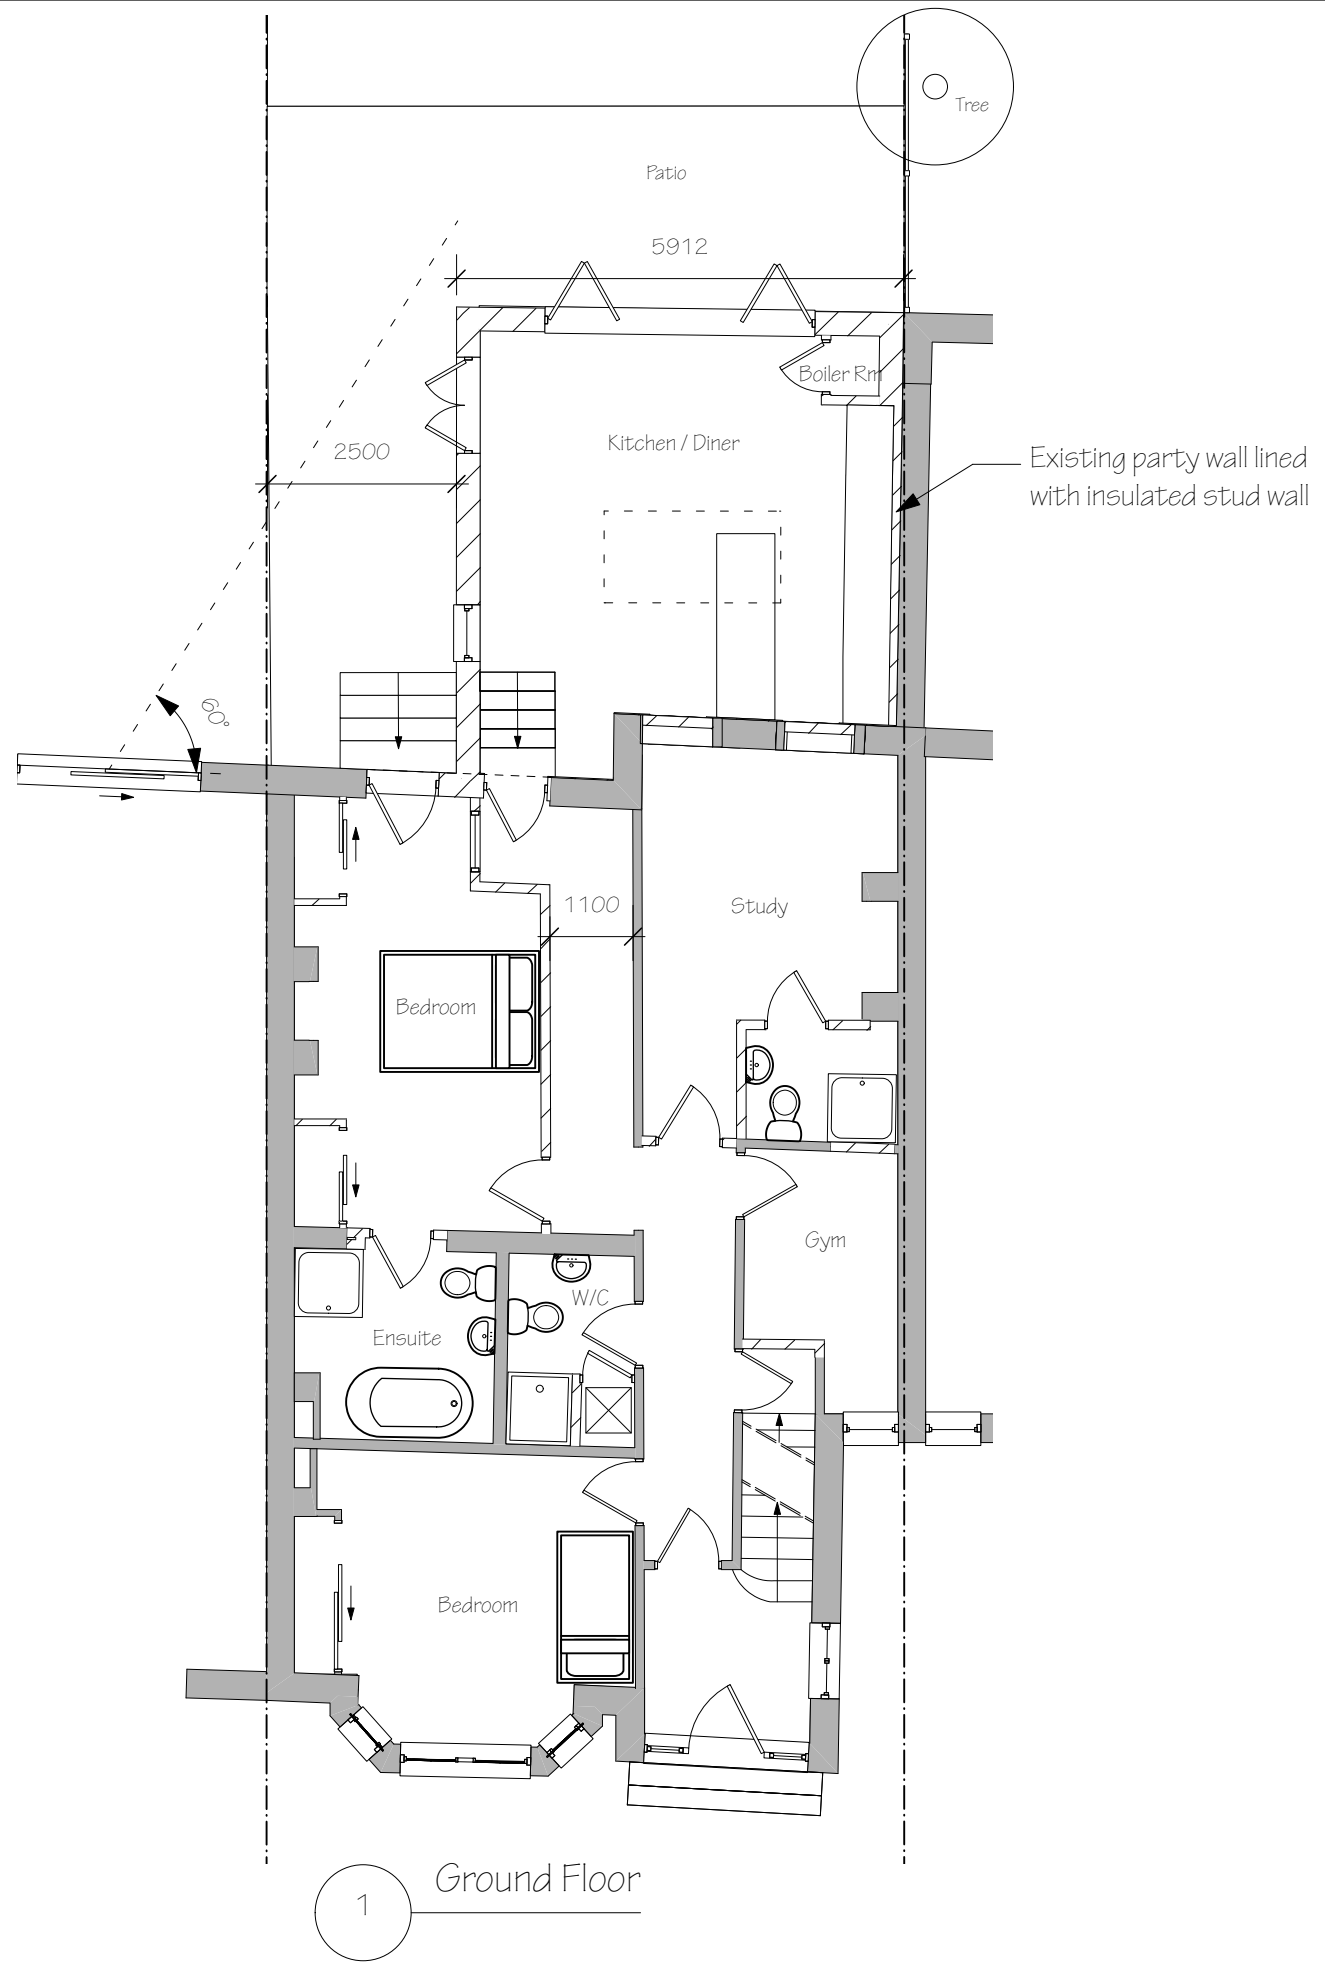 Tree
Patio
5912
Boiler Rm
Kitchen / Diner
2500
Existing party wall lined
with insulated stud wall
60°
1100
Study
Bedroom
Gym
W/C
Ensuite
Bedroom
Ground Floor
1